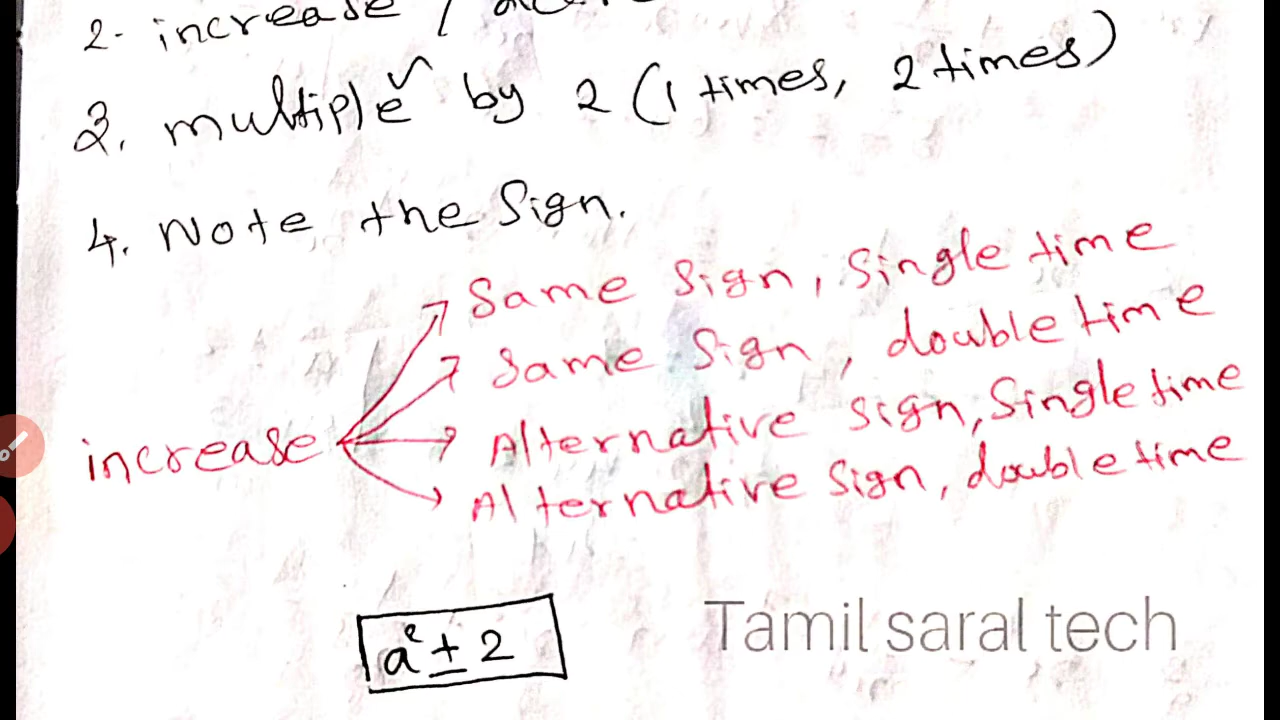 2. increase /
3. multiple by 2 (1 times, 2 times)
4. Note the Sign.
Same Sign, Single time
Same Sign, double time
increase
Alternative Sign, Single time
Alternative Sign, double time
a² ± 2
Tamil saral tech